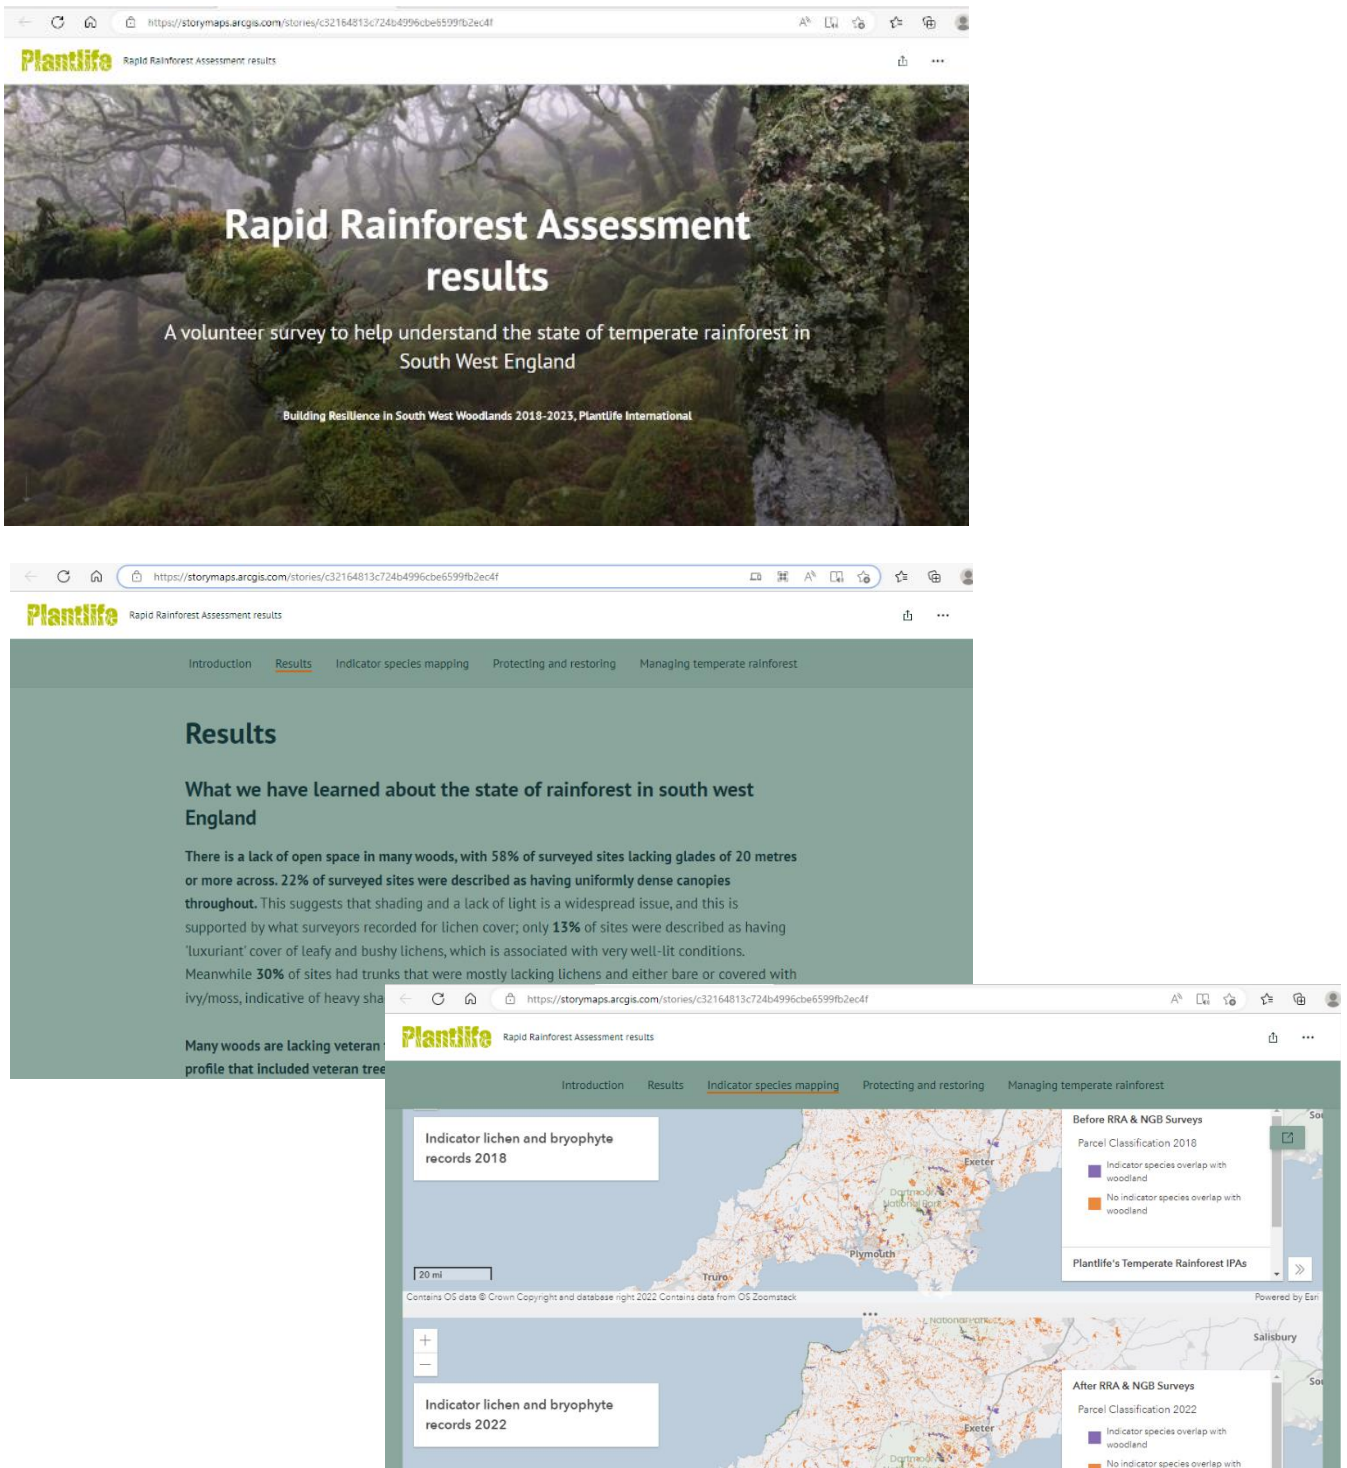 https://storymaps.arcgis.com/stories/c32164813c724b4996cbe6599fb2ec4f
Plantlife Rapid Rainforest Assessment results
Rapid Rainforest Assessment
results
A volunteer survey to help understand the state of temperate rainforest in
South West England
Building Resilience in South West Woodlands 2018-2023, Plantlife International
https://storymaps.arcgis.com/stories/c32164813c724b4996cbe6599fb2ec4f
Plantlife Rapid Rainforest Assessment results
Introduction Results Indicator species mapping Protecting and restoring Managing temperate rainforest
Results
What we have learned about the state of rainforest in south west
England
There is a lack of open space in many woods, with 58% of surveyed sites lacking glades of 20 metres
or more across. 22% of surveyed sites were described as having uniformly dense canopies
throughout. This suggests that shading and a lack of light is a widespread issue, and this is
supported by what surveyors recorded for lichen cover; only 13% of sites were described as having
'luxuriant' cover of leafy and bushy lichens, which is associated with very well-lit conditions.
Meanwhile 30% of sites had trunks that were mostly lacking lichens and either bare or covered with
ivy/moss, indicative of heavy sha
Many woods are lacking veteran
profile that included veteran tree
https://storymaps.arcgis.com/stories/c32164813c724b4996cbe6599fb2ec4f
Plantlife Rapid Rainforest Assessment results
Introduction Results Indicator species mapping Protecting and restoring Managing temperate rainforest
Indicator lichen and bryophyte
records 2018
Before RRA & NGB Surveys
Parcel Classification 2018
Indicator species overlap with
woodland
No indicator species overlap with
woodland
Plantlife's Temperate Rainforest IPAs
Sou
Exeter
Dartmoor
National Park
Plymouth
Truro
20 mi
Contains OS data © Crown Copyright and database right 2022 Contains data from OS Zoomstack
Powered by Esri
National Park
Salisbury
Indicator lichen and bryophyte
records 2022
After RRA & NGB Surveys
Parcel Classification 2022
Indicator species overlap with
woodland
No indicator species overlap with
Sou
Exeter
Dartmoor